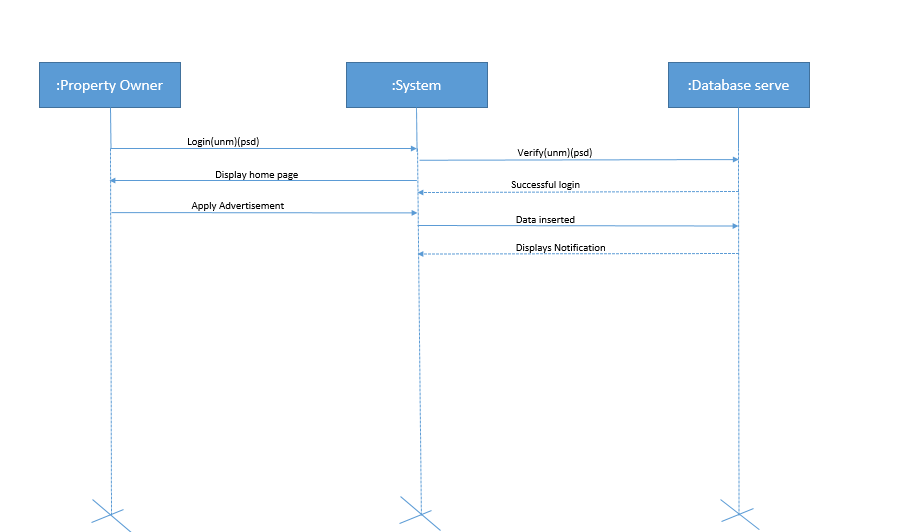 :Property Owner
:System
:Database serve
Login(unm)(psd)
Verify(unm)(psd)
Display home page
Successful login
Apply Advertisement
Data inserted
Displays Notification